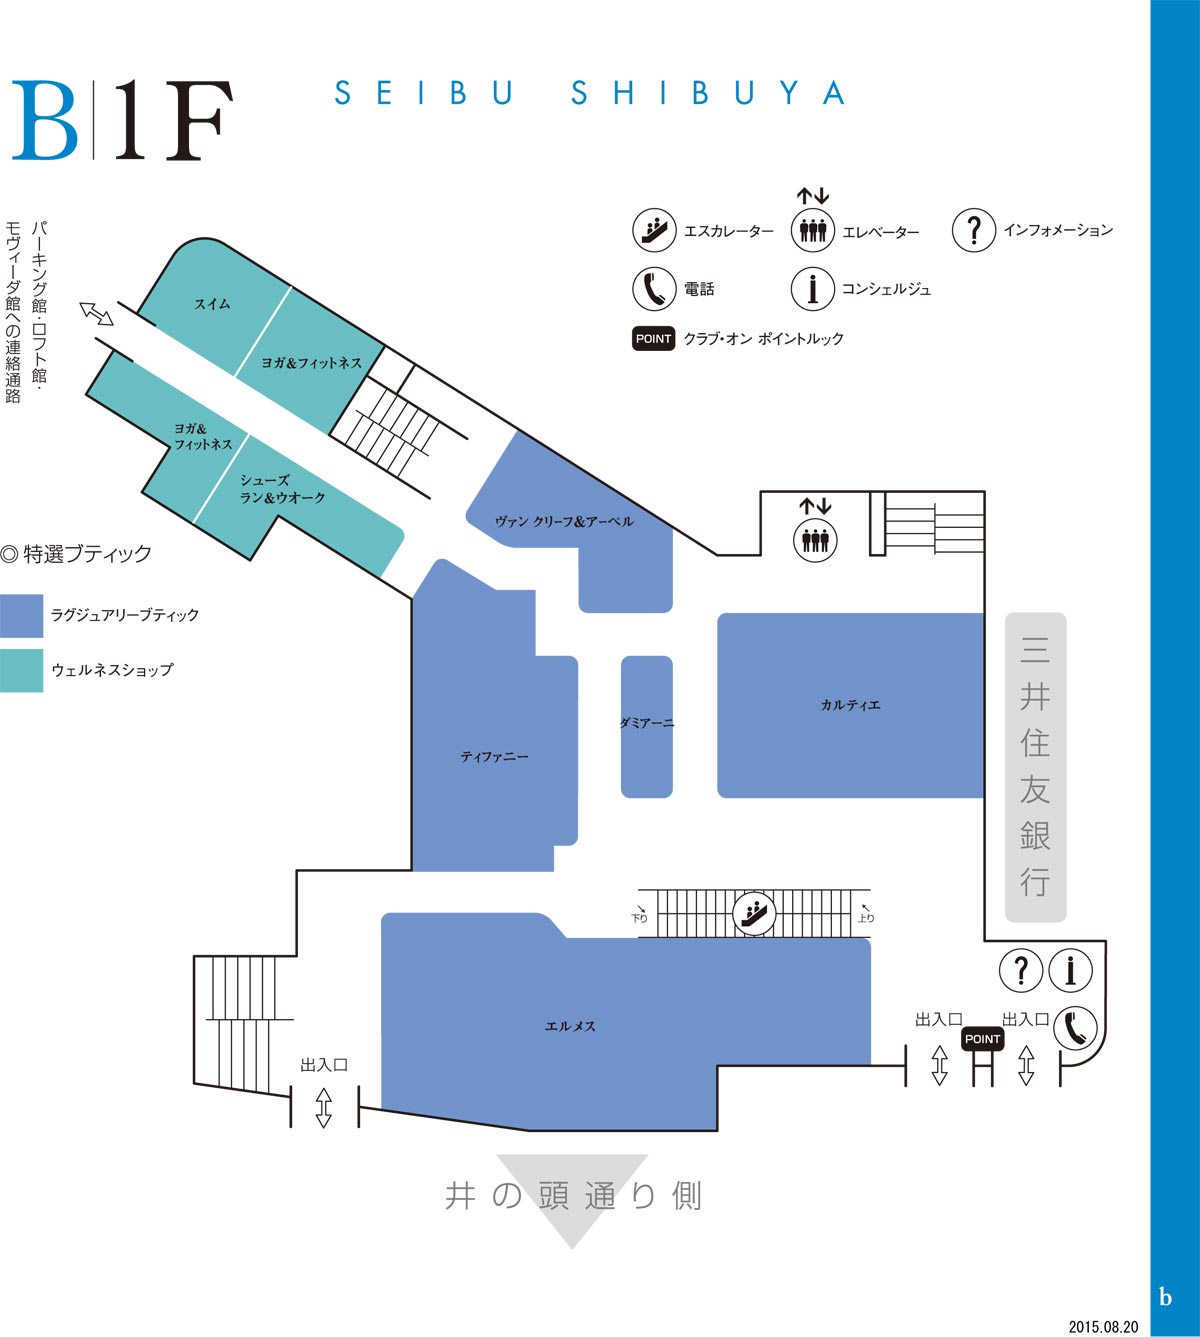 B|1F
SEIBU SHIBUYA
エスカレーター
エレベーター
インフォメーション
電話
コンシェルジュ
POINT クラブ・オン ポイントルック
パーキング館・ロフト館・
モヴィーダ館への連絡通路
スイム
ヨガ&フィットネス
ヨガ&
フィットネス
シューズ
ラン&ウオーク
ヴァン クリーフ&アーペル
◎ 特選ブティック
ラグジュアリーブティック
ウェルネスショップ
三井住友銀行
カルティエ
ダミアーニ
ティファニー
下り
上り
エルメス
出入口
出入口
出入口
POINT
井の頭通り側
b
2015.08.20